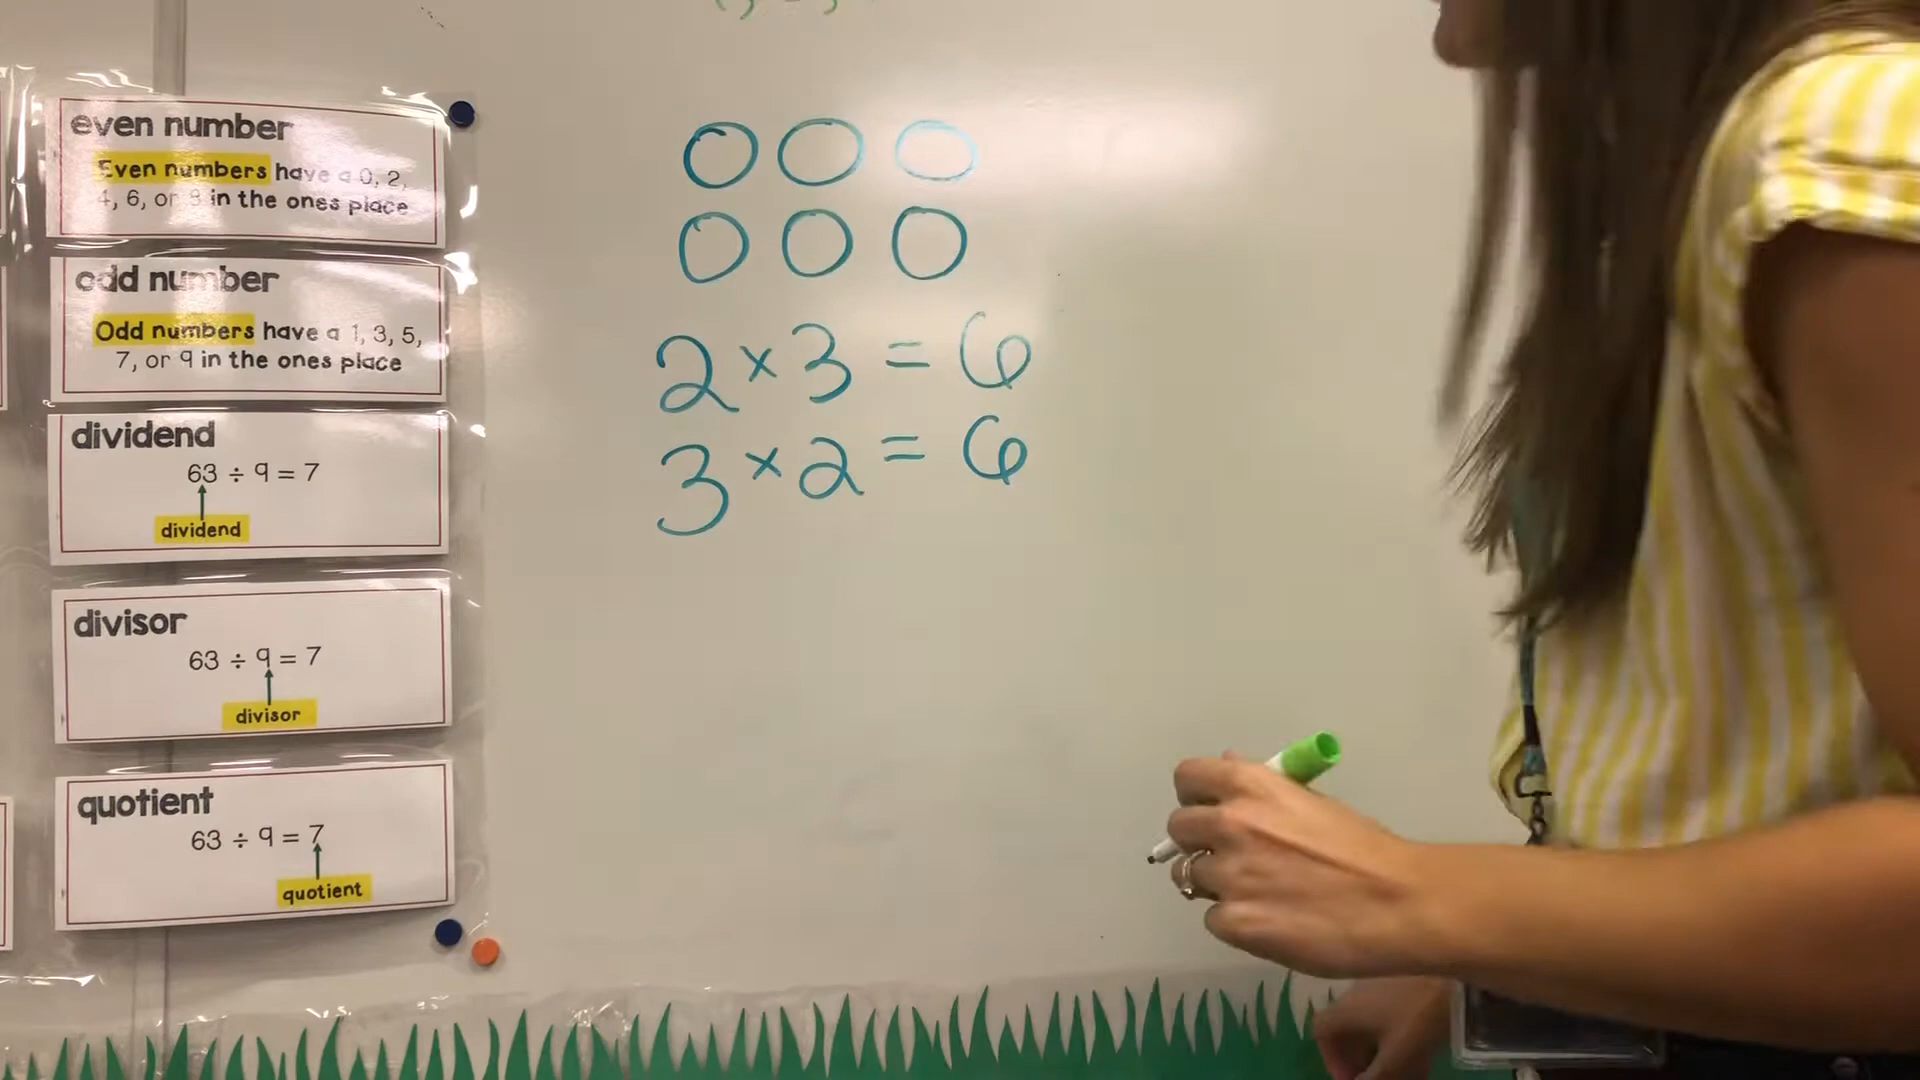 even number
Even numbers have a 0, 2,
4, 6, or 8 in the ones place
odd number
Odd numbers have a 1, 3, 5,
7, or 9 in the ones place
dividend
63 ÷ 9 = 7
dividend
divisor
63 ÷ 9 = 7
divisor
quotient
63 ÷ 9 = 7
quotient
2 × 3 = 6
3 × 2 = 6